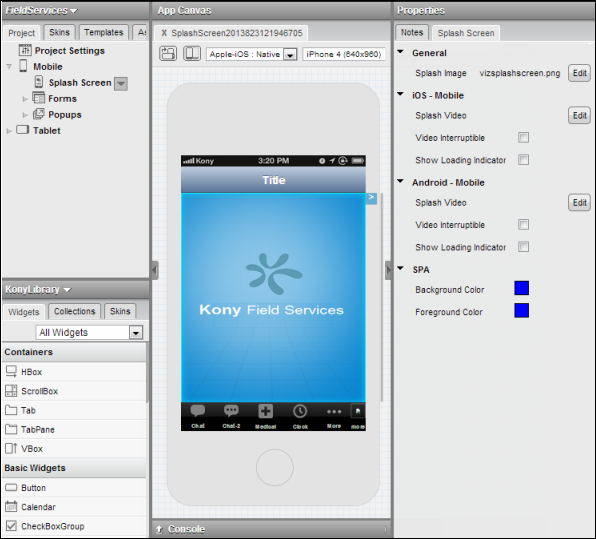 FieldServices
Project Skins Templates As
Project Settings
Mobile
Splash Screen
Forms
Popups
Tablet
KonyLibrary
Widgets Collections Skins
All Widgets
Containers
HBox
ScrollBox
Tab
TabPane
VBox
Basic Widgets
Button
Calendar
CheckBoxGroup
App Canvas
X SplashScreen2013823121946705
Apple-iOS : Native iPhone 4 (640x960)
Kony 3:20 PM
Title
>
Kony Field Services
Chat Chat-2 Medical Clock More more
Console
Properties
Notes Splash Screen
General
Splash Image vizsplashscreen.png Edit
iOS - Mobile
Splash Video Edit
Video Interruptible
Show Loading Indicator
Android - Mobile
Splash Video Edit
Video Interruptible
Show Loading Indicator
SPA
Background Color
Foreground Color